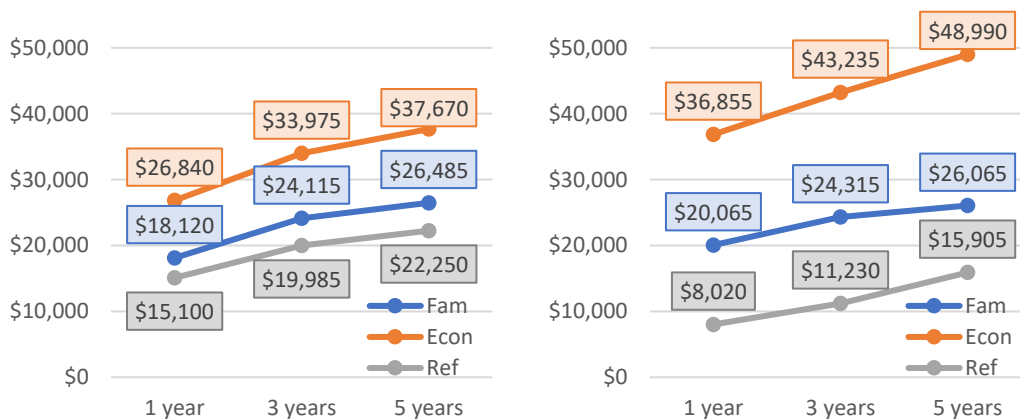 $50,000
$40,000
$30,000
$20,000
$10,000
$0
$26,840
$33,975
$37,670
$18,120
$24,115
$26,485
$15,100
$19,985
$22,250
Fam
Econ
Ref
1 year
3 years
5 years
$50,000
$40,000
$30,000
$20,000
$10,000
$0
$36,855
$43,235
$48,990
$20,065
$24,315
$26,065
$8,020
$11,230
$15,905
Fam
Econ
Ref
1 year
3 years
5 years